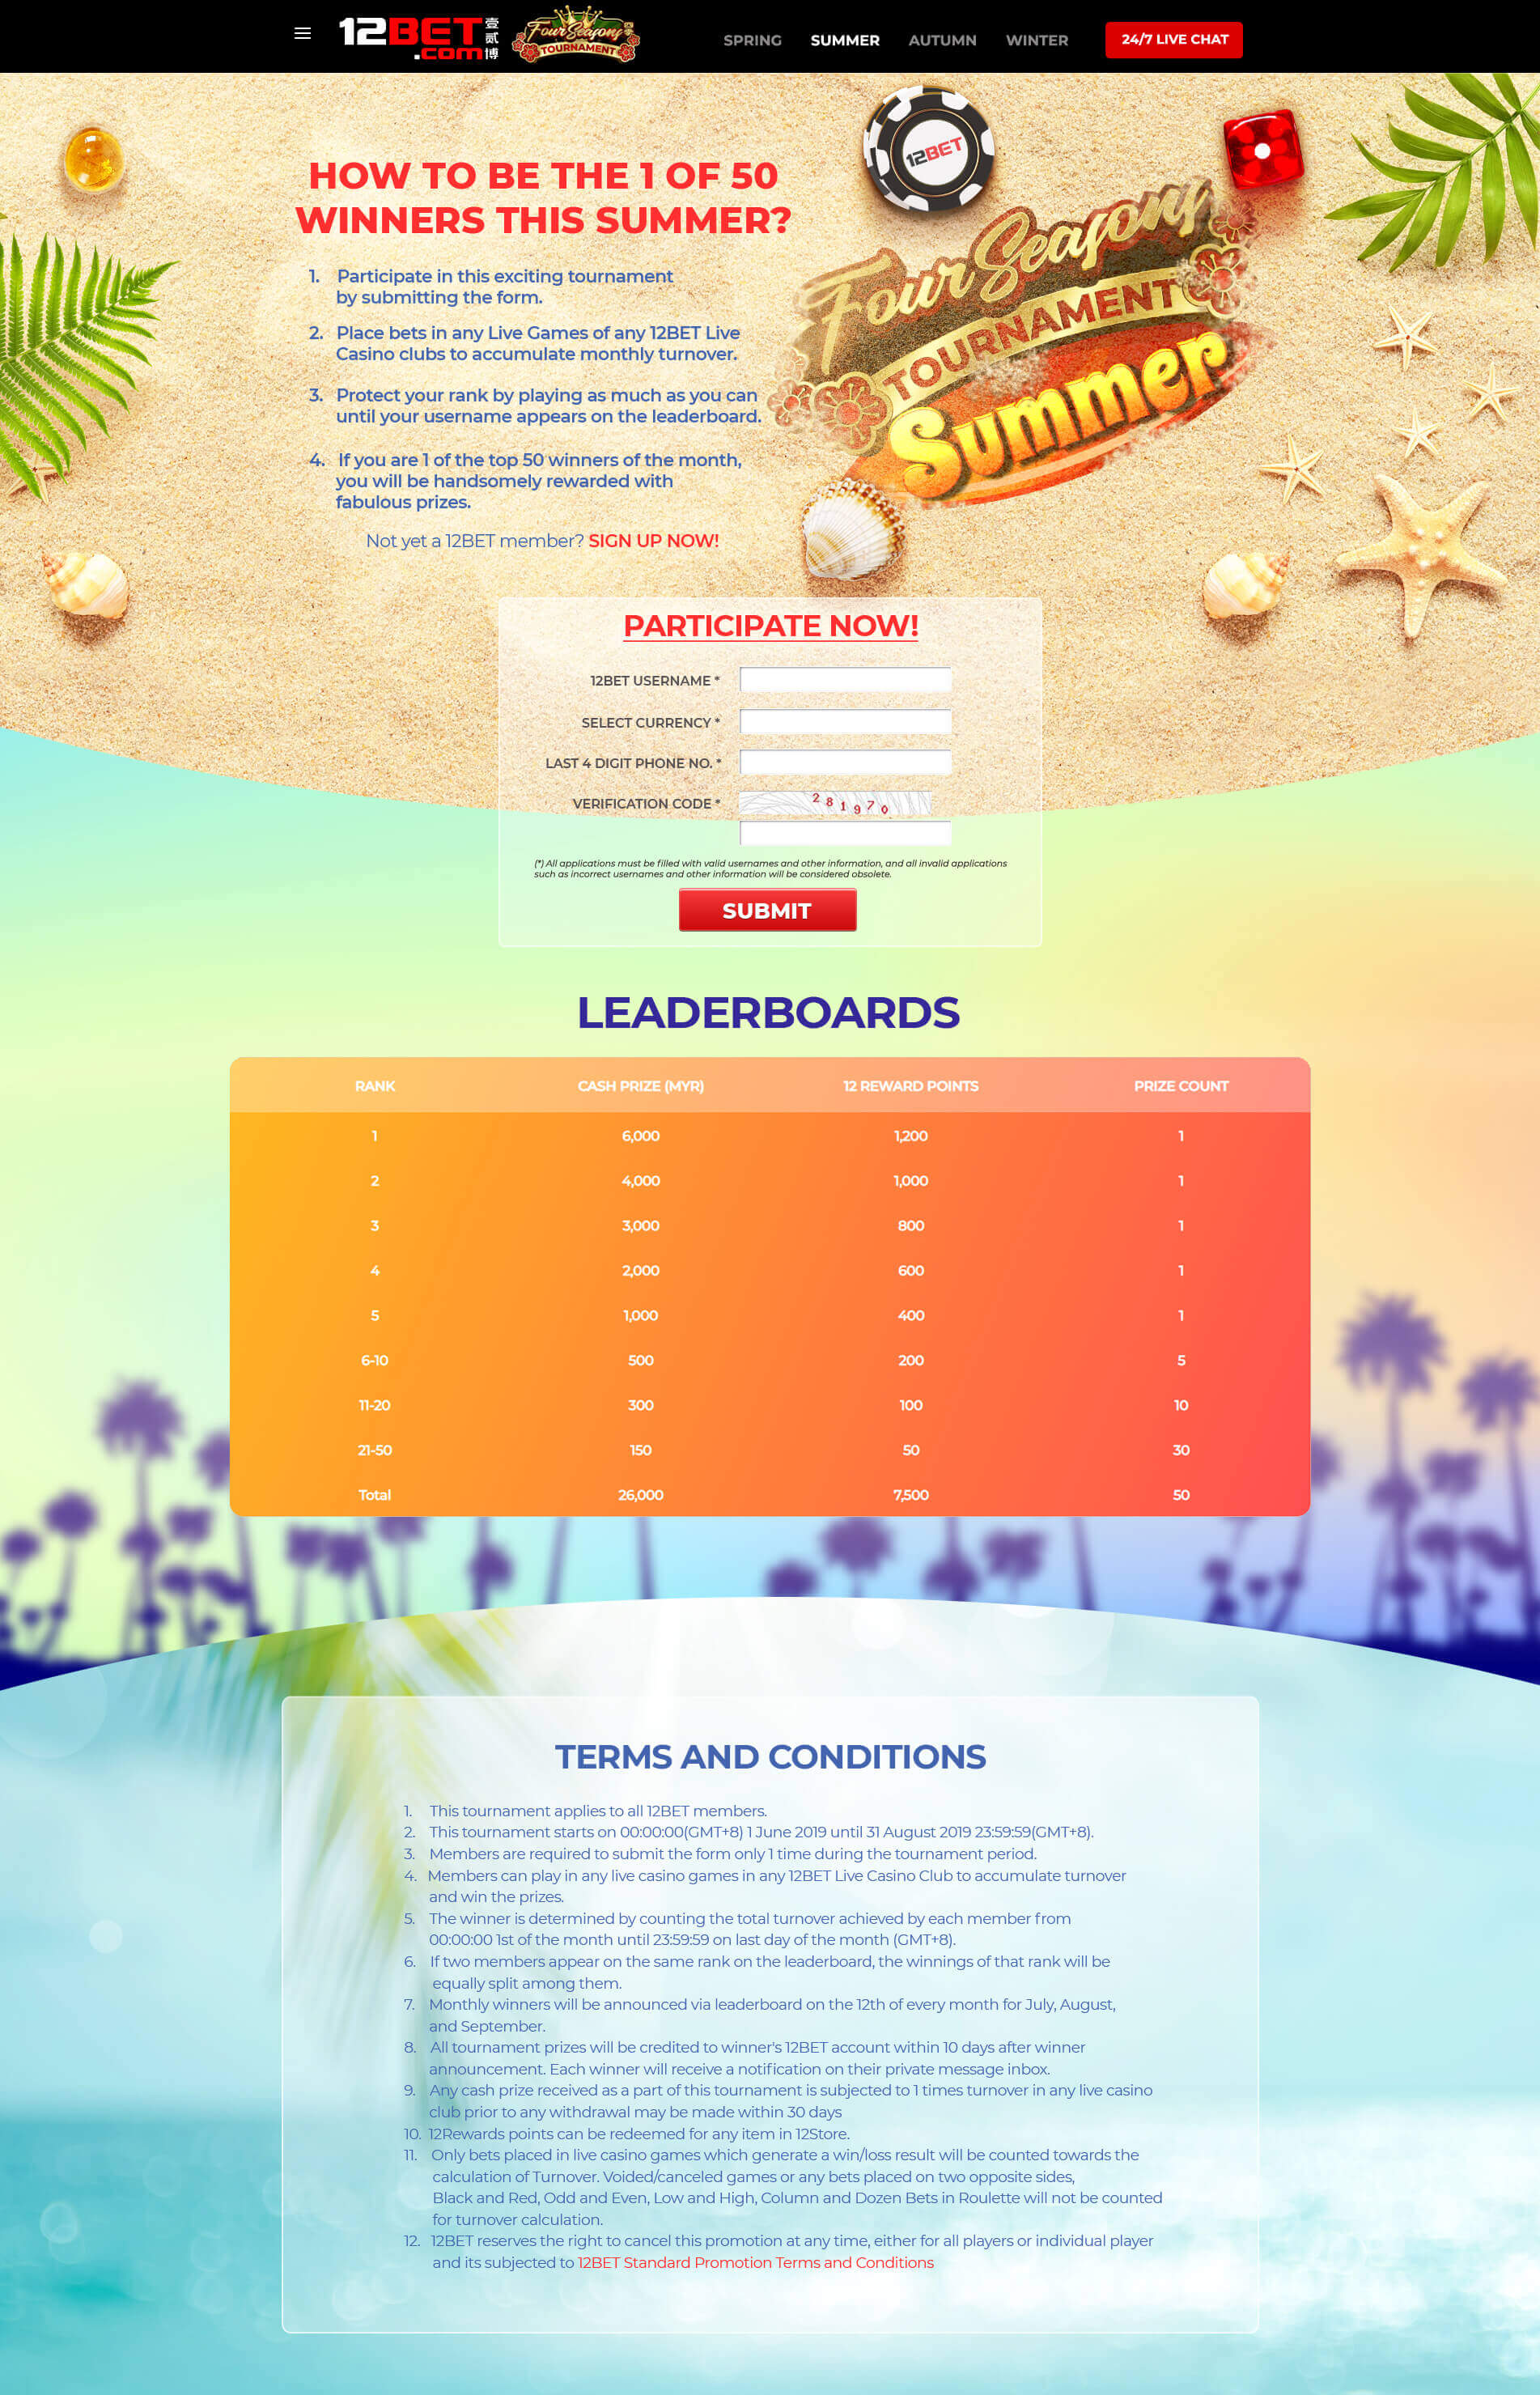 12BET
.com
壹贰博
Four Seasons
TOURNAMENT
SPRING SUMMER AUTUMN WINTER
24/7 LIVE CHAT
12BET
HOW TO BE THE 1 OF 50
WINNERS THIS SUMMER?
Four Seasons
TOURNAMENT
Summer
1. Participate in this exciting tournament
by submitting the form.
2. Place bets in any Live Games of any 12BET Live
Casino clubs to accumulate monthly turnover.
3. Protect your rank by playing as much as you can
until your username appears on the leaderboard.
4. If you are 1 of the top 50 winners of the month,
you will be handsomely rewarded with
fabulous prizes.
Not yet a 12BET member? SIGN UP NOW!
PARTICIPATE NOW!
12BET USERNAME *
SELECT CURRENCY *
LAST 4 DIGIT PHONE NO. *
VERIFICATION CODE *
281970
(*) All applications must be filled with valid usernames and other information, and all invalid applications
such as incorrect usernames and other information will be considered obsolete.
SUBMIT
LEADERBOARDS
RANK CASH PRIZE (MYR) 12 REWARD POINTS PRIZE COUNT
1 6,000 1,200 1
2 4,000 1,000 1
3 3,000 800 1
4 2,000 600 1
5 1,000 400 1
6-10 500 200 5
11-20 300 100 10
21-50 150 50 30
Total 26,000 7,500 50
TERMS AND CONDITIONS
1. This tournament applies to all 12BET members.
2. This tournament starts on 00:00:00(GMT+8) 1 June 2019 until 31 August 2019 23:59:59(GMT+8).
3. Members are required to submit the form only 1 time during the tournament period.
4. Members can play in any live casino games in any 12BET Live Casino Club to accumulate turnover
and win the prizes.
5. The winner is determined by counting the total turnover achieved by each member from
00:00:00 1st of the month until 23:59:59 on last day of the month (GMT+8).
6. If two members appear on the same rank on the leaderboard, the winnings of that rank will be
equally split among them.
7. Monthly winners will be announced via leaderboard on the 12th of every month for July, August,
and September.
8. All tournament prizes will be credited to winner's 12BET account within 10 days after winner
announcement. Each winner will receive a notification on their private message inbox.
9. Any cash prize received as a part of this tournament is subjected to 1 times turnover in any live casino
club prior to any withdrawal may be made within 30 days
10. 12Rewards points can be redeemed for any item in 12Store.
11. Only bets placed in live casino games which generate a win/loss result will be counted towards the
calculation of Turnover. Voided/canceled games or any bets placed on two opposite sides,
Black and Red, Odd and Even, Low and High, Column and Dozen Bets in Roulette will not be counted
for turnover calculation.
12. 12BET reserves the right to cancel this promotion at any time, either for all players or individual player
and its subjected to 12BET Standard Promotion Terms and Conditions